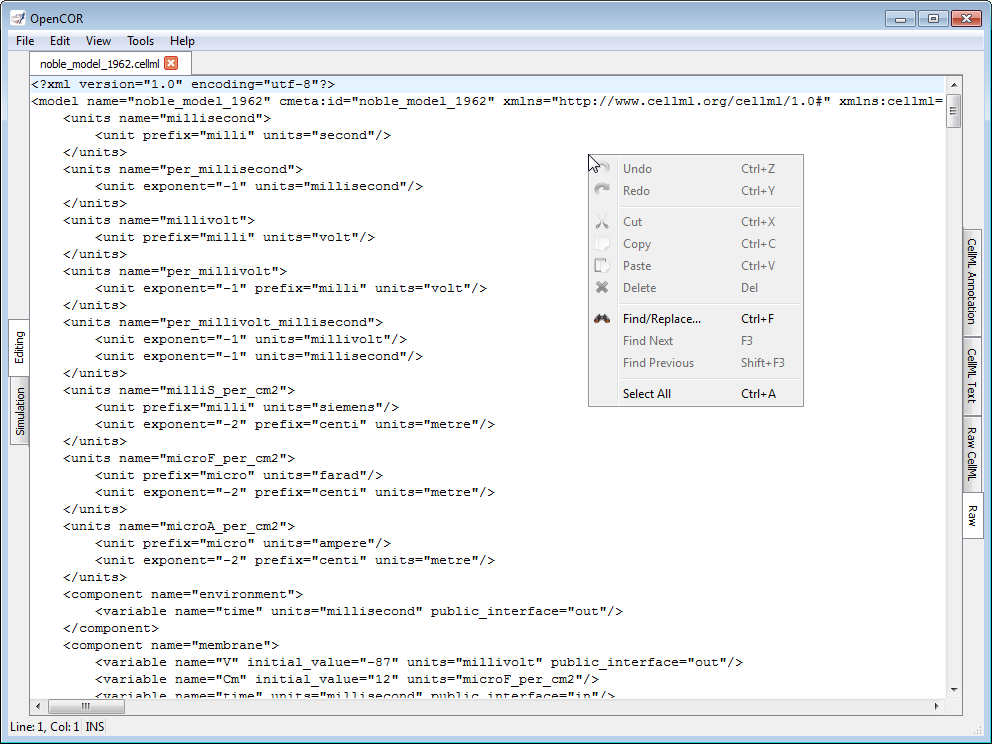 OpenCOR
File Edit View Tools Help
noble_model_1962.cellml
<?xml version="1.0" encoding="utf-8"?>
<model name="noble_model_1962" cmeta:id="noble_model_1962" xmlns="http://www.cellml.org/cellml/1.0#" xmlns:cellml=
<units name="millisecond">
<unit prefix="milli" units="second"/>
</units>
<units name="per_millisecond">
<unit exponent="-1" units="millisecond"/>
</units>
<units name="millivolt">
<unit prefix="milli" units="volt"/>
</units>
<units name="per_millivolt">
<unit exponent="-1" prefix="milli" units="volt"/>
</units>
<units name="per_millivolt_millisecond">
<unit exponent="-1" units="millivolt"/>
<unit exponent="-1" units="millisecond"/>
</units>
<units name="milliS_per_cm2">
<unit prefix="milli" units="siemens"/>
<unit exponent="-2" prefix="centi" units="metre"/>
</units>
<units name="microF_per_cm2">
<unit prefix="micro" units="farad"/>
<unit exponent="-2" prefix="centi" units="metre"/>
</units>
<units name="microA_per_cm2">
<unit prefix="micro" units="ampere"/>
<unit exponent="-2" prefix="centi" units="metre"/>
</units>
<component name="environment">
<variable name="time" units="millisecond" public_interface="out"/>
</component>
<component name="membrane">
<variable name="V" initial_value="-87" units="millivolt" public_interface="out"/>
<variable name="Cm" initial_value="12" units="microF_per_cm2"/>
<variable name="time" units="millisecond" public_interface="in"/>
Undo Ctrl+Z
Redo Ctrl+Y
Cut Ctrl+X
Copy Ctrl+C
Paste Ctrl+V
Delete Del
Find/Replace... Ctrl+F
Find Next F3
Find Previous Shift+F3
Select All Ctrl+A
Editing
Simulation
CellML Annotation
CellML Text
Raw CellML
Raw
Line: 1, Col: 1 INS